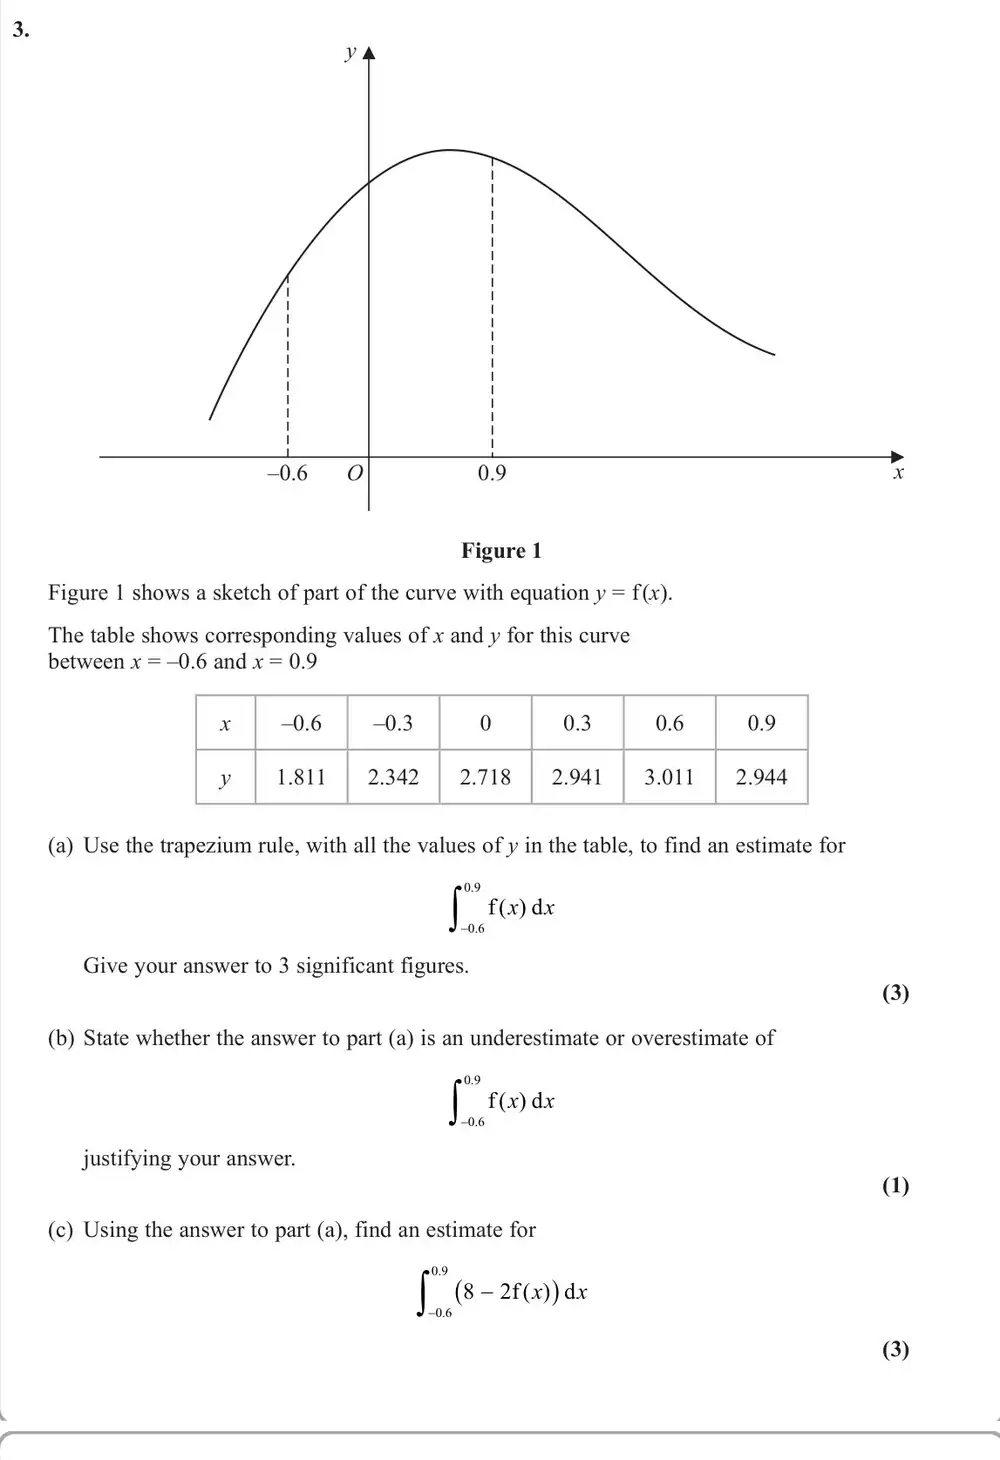 3.
y
−0.6 O 0.9 x
Figure 1
Figure 1 shows a sketch of part of the curve with equation y = f(x).
The table shows corresponding values of x and y for this curve
between x = −0.6 and x = 0.9
x −0.6 −0.3 0 0.3 0.6 0.9
y 1.811 2.342 2.718 2.941 3.011 2.944
(a) Use the trapezium rule, with all the values of y in the table, to find an estimate for
∫_{−0.6}^{0.9} f(x) dx
Give your answer to 3 significant figures.
(3)
(b) State whether the answer to part (a) is an underestimate or overestimate of
∫_{−0.6}^{0.9} f(x) dx
justifying your answer.
(1)
(c) Using the answer to part (a), find an estimate for
∫_{−0.6}^{0.9} (8 − 2f(x)) dx
(3)